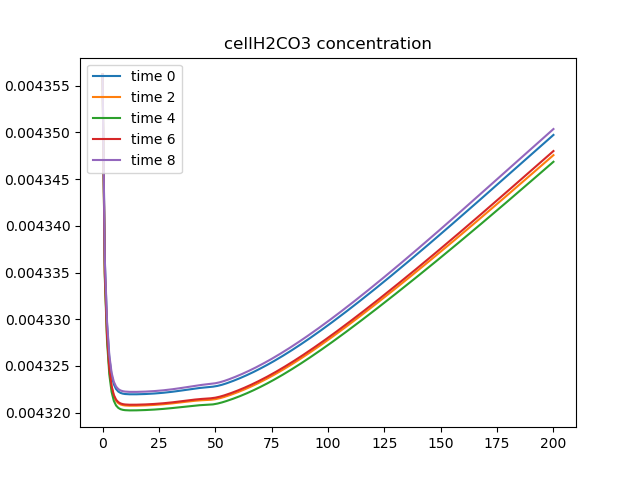 cellH2CO3 concentration
0.004355
0.004350
0.004345
0.004340
0.004335
0.004330
0.004325
0.004320
time 0
time 2
time 4
time 6
time 8
0 25 50 75 100 125 150 175 200